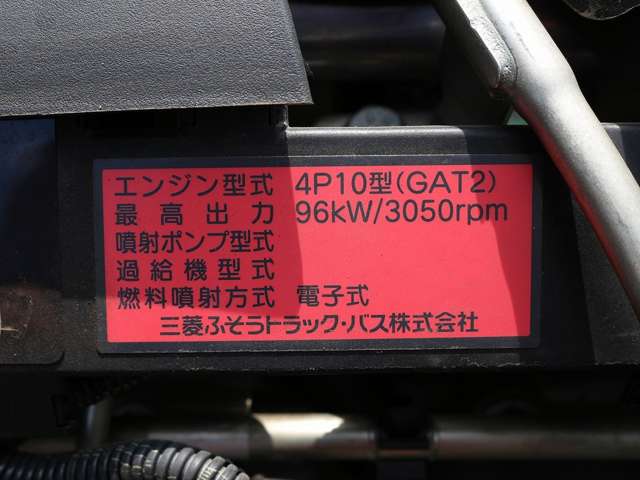 エンジン型式 4P10型(GAT2)
最高出力 96kW/3050rpm
噴射ポンプ型式
過給機型式
燃料噴射方式 電子式
三菱ふそうトラック・バス株式会社